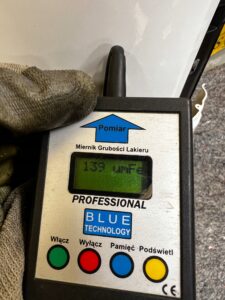 Pomiar
Miernik Grubości Lakieru
139 umFe
PROFESSIONAL
BLUE
TECHNOLOGY
Włącz Wyłącz Pamięć Podświetl
CE